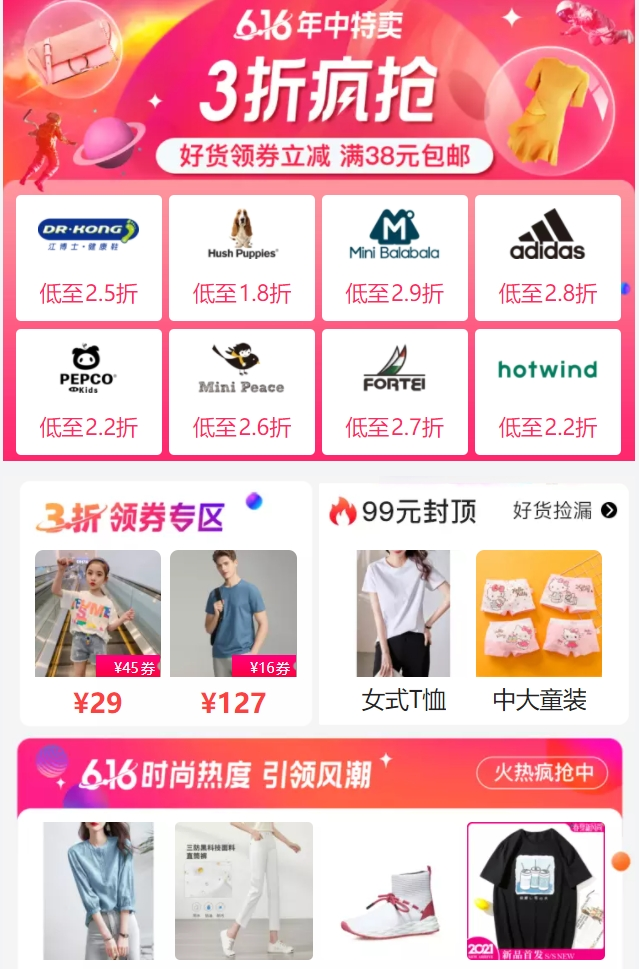 616年中特卖
3折疯抢
好货领券立减 满38元包邮
DR·KONG
江博士·健康鞋
Hush Puppies®
Mini Balabala
adidas
低至2.5折
低至1.8折
低至2.9折
低至2.8折
PEPCO®
Kids
Mini Peace
FORTEI
hotwind
低至2.2折
低至2.6折
低至2.7折
低至2.2折
3折 领券专区
99元封顶
好货捡漏
¥45券
¥16券
¥29
¥127
女式T恤
中大童装
616时尚热度 引领风潮
火热疯抢中
三防黑科技面料
直筒裤
2021
新品首发 S/S NEW